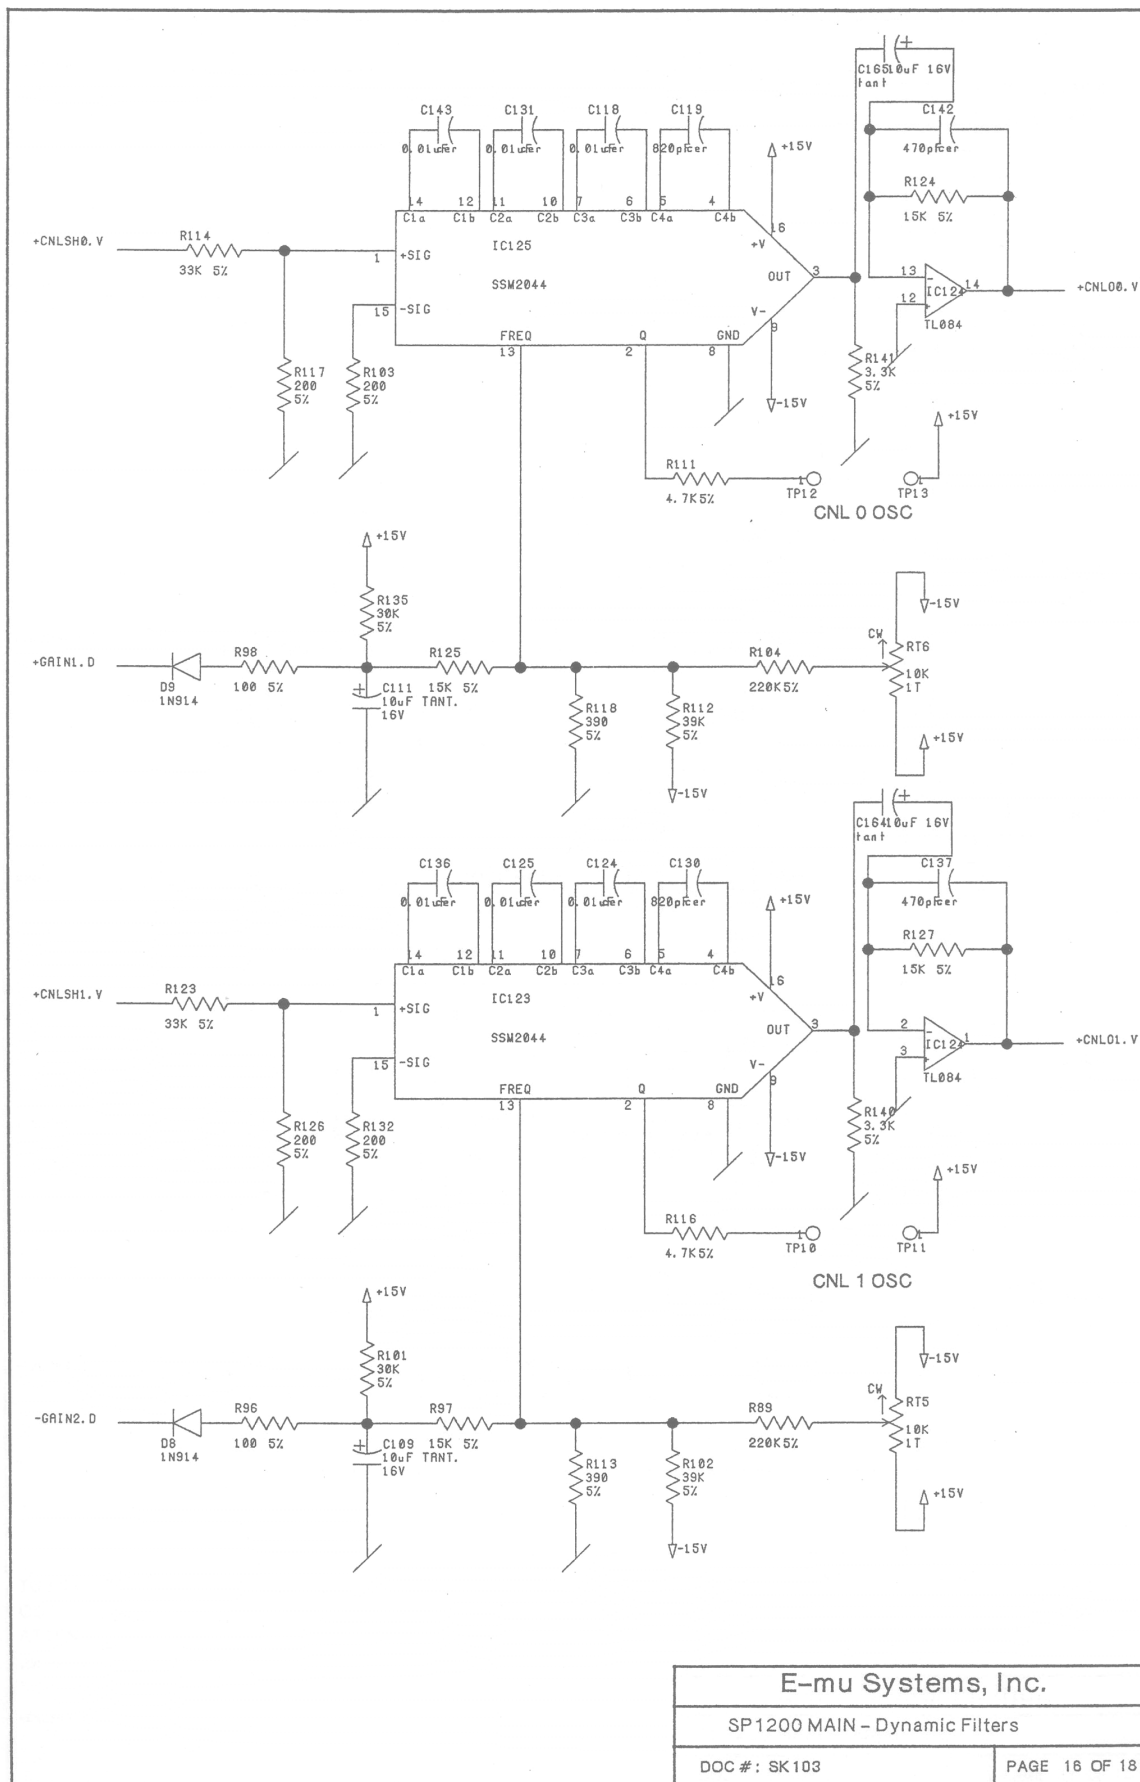 C165 10uF 16V
tant
C143
C131
C118
C119
C142
0.01ufer
0.01ufer
0.01ufer
820pfcer
470pfcer
+15V
14
12
11
10
7
6
5
4
C1a
C1b
C2a
C2b
C3a
C3b
C4a
C4b
16
+V
R124
15K 5%
+CNLSH0.V
R114
33K 5%
1
+SIG
IC125
OUT
3
13
-
IC124
14
+CNLO0.V
SSM2044
15
-SIG
12
+
TL084
V-
9
FREQ
Q
GND
13
2
8
R117
200
5%
R103
200
5%
R141
3.3K
5%
-15V
+15V
R111
4.7K5%
1
TP12
1
TP13
CNL 0 OSC
+15V
R135
30K
5%
-15V
CW
RT6
10K
1T
+GAIN1.D
D9
1N914
R98
100 5%
+
C111
10uF TANT.
16V
R125
15K 5%
R118
390
5%
R112
39K
5%
R104
220K5%
+15V
-15V
C164 10uF 16V
tant
C136
C125
C124
C130
C137
0.01ufer
0.01ufer
0.01ufer
820pfcer
470pfcer
+15V
14
12
11
10
7
6
5
4
C1a
C1b
C2a
C2b
C3a
C3b
C4a
C4b
16
+V
R127
15K 5%
+CNLSH1.V
R123
33K 5%
1
+SIG
IC123
OUT
3
2
-
IC124
1
+CNLO1.V
SSM2044
15
-SIG
3
+
TL084
V-
9
FREQ
Q
GND
13
2
8
R126
200
5%
R132
200
5%
R140
3.3K
5%
-15V
+15V
R116
4.7K5%
1
TP10
1
TP11
CNL 1 OSC
+15V
R101
30K
5%
-15V
CW
RT5
10K
1T
-GAIN2.D
D8
1N914
R96
100 5%
+
C109
10uF TANT.
16V
R97
15K 5%
R113
390
5%
R102
39K
5%
R89
220K5%
+15V
-15V
E-mu Systems, Inc.
SP1200 MAIN - Dynamic Filters
DOC #: SK103
PAGE 16 OF 18